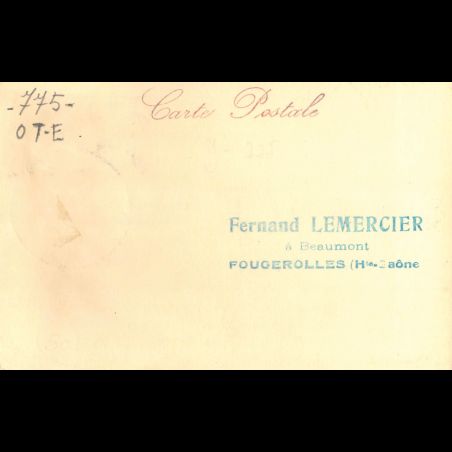 -775-
OT-E
Carte Postale
Fernand LEMERCIER
à Beaumont
FOUGEROLLES (Hte-Saône